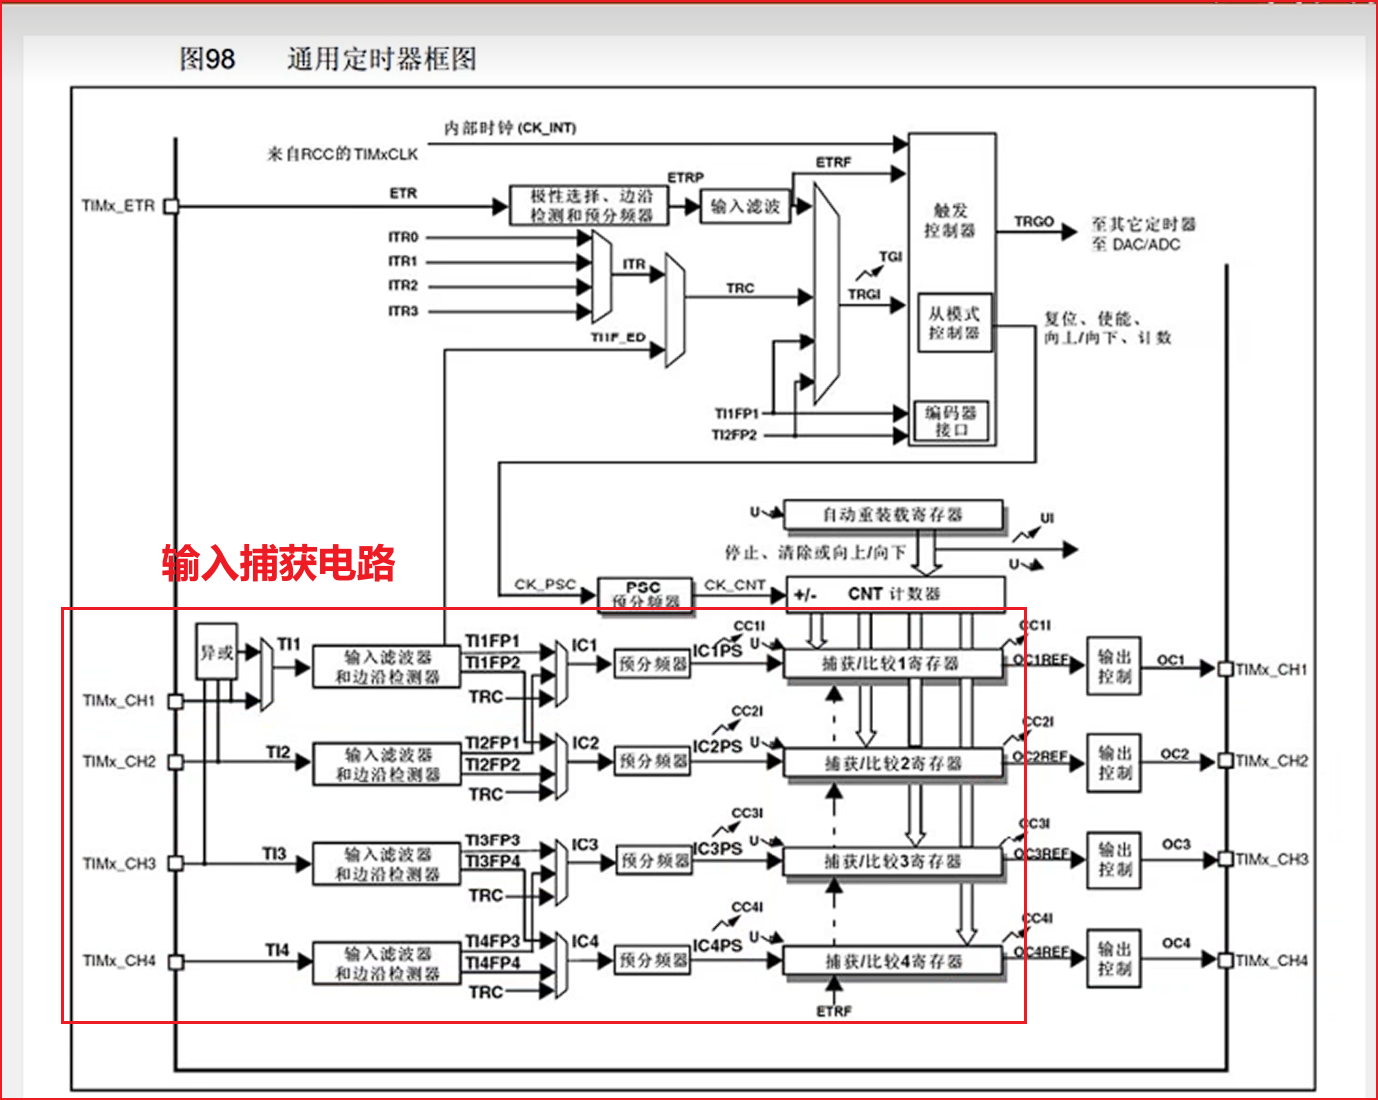 图98 通用定时器框图
内部时钟 (CK_INT)
来自RCC的TIMxCLK
ETRF
ETRP
ETR
TIMx_ETR
极性选择、边沿
检测和预分频器
输入滤波
触发
控制器
TRGO
至其它定时器
至 DAC/ADC
ITR0
ITR1
ITR2
ITR3
ITR
TRC
TGI
TRGI
TI1F_ED
从模式
控制器
复位、使能、
向上/向下、计数
TI1FP1
TI2FP2
编码器
接口
U
自动重装载寄存器
UI
停止、清除或向上/向下
U
输入捕获电路
CK_PSC
PSC
预分频器
CK_CNT
+/-
CNT 计数器
异或
TI1
TIMx_CH1
输入滤波器
和边沿检测器
TI1FP1
TI1FP2
TRC
IC1
预分频器
IC1PS
CC1I
U
捕获/比较1寄存器
CC1I
OC1REF
输出
控制
OC1
TIMx_CH1
TIMx_CH2
TI2
输入滤波器
和边沿检测器
TI2FP1
TI2FP2
TRC
IC2
预分频器
IC2PS
CC2I
U
捕获/比较2寄存器
CC2I
OC2REF
输出
控制
OC2
TIMx_CH2
TIMx_CH3
TI3
输入滤波器
和边沿检测器
TI3FP3
TI3FP4
TRC
IC3
预分频器
IC3PS
CC3I
U
捕获/比较3寄存器
CC3I
OC3REF
输出
控制
OC3
TIMx_CH3
TIMx_CH4
TI4
输入滤波器
和边沿检测器
TI4FP3
TI4FP4
TRC
IC4
预分频器
IC4PS
CC4I
U
捕获/比较4寄存器
CC4I
OC4REF
输出
控制
OC4
TIMx_CH4
ETRF